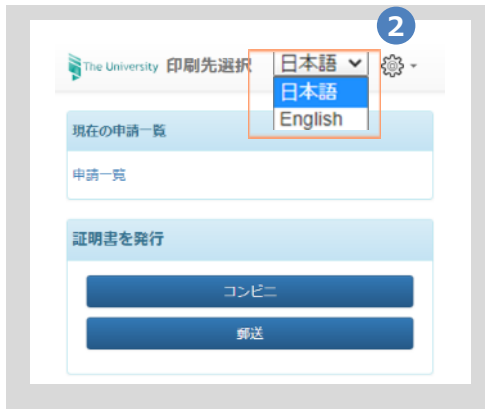 2
The University 印刷先選択 日本語
日本語
English
現在の申請一覧
申請一覧
証明書を発行
コンビニ
郵送